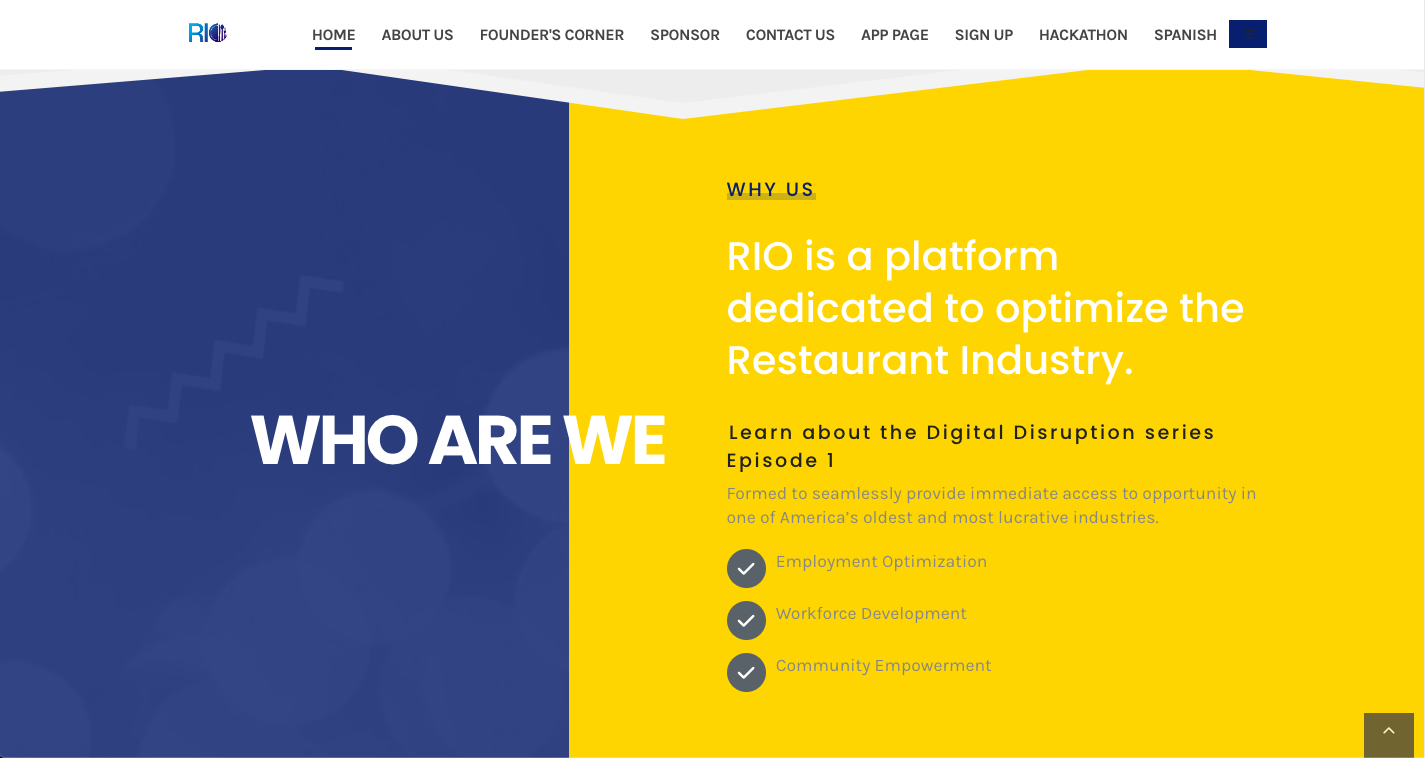 RIO
HOME ABOUT US FOUNDER'S CORNER SPONSOR CONTACT US APP PAGE SIGN UP HACKATHON SPANISH
WHO ARE WE
WHY US
RIO is a platform
dedicated to optimize the
Restaurant Industry.
Learn about the Digital Disruption series
Episode 1
Formed to seamlessly provide immediate access to opportunity in
one of America’s oldest and most lucrative industries.
Employment Optimization
Workforce Development
Community Empowerment